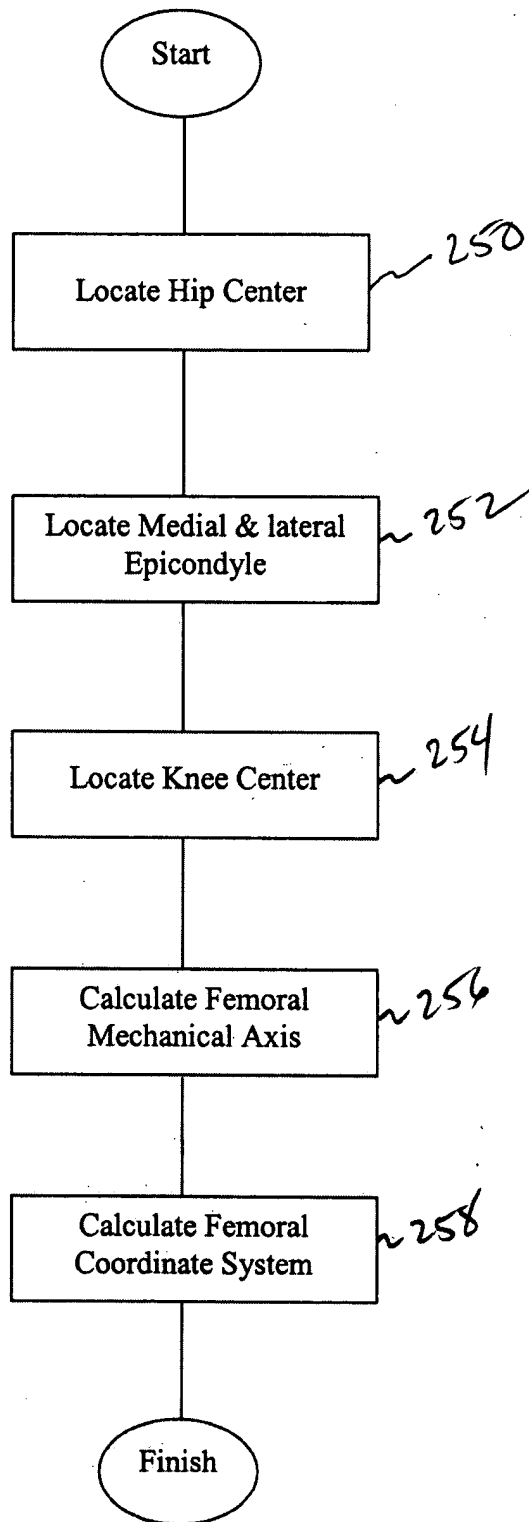 Start
Locate Hip Center
250
Locate Medial & lateral
Epicondyle
252
Locate Knee Center
254
Calculate Femoral
Mechanical Axis
256
Calculate Femoral
Coordinate System
258
Finish